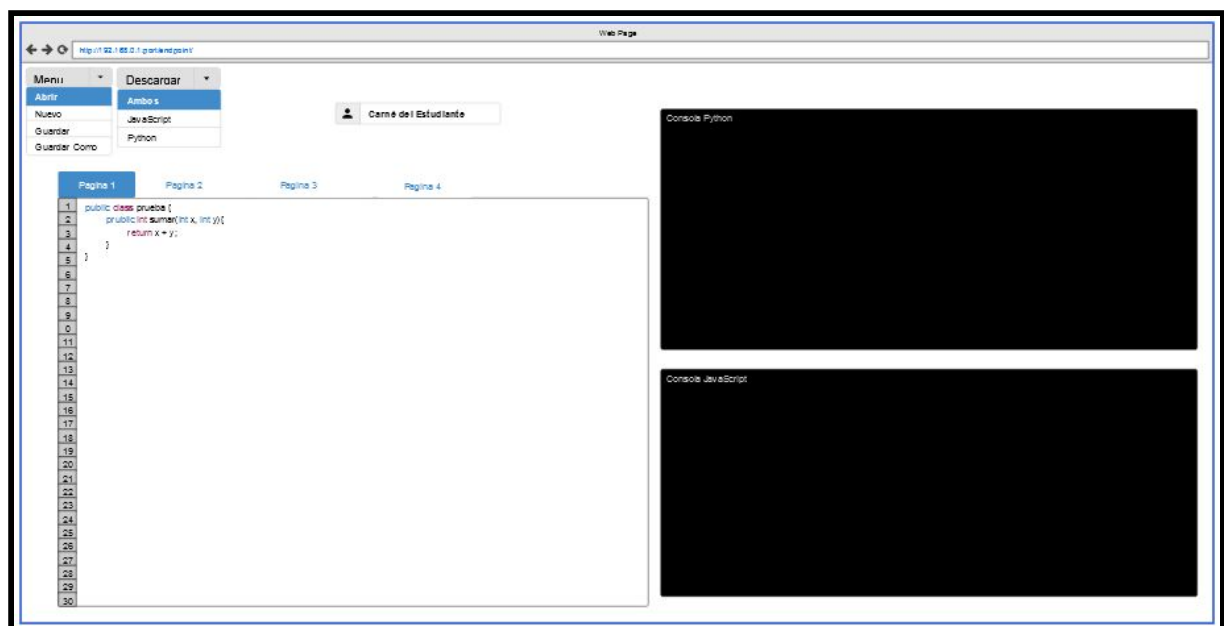 Web Page
http://192.168.0.1:port/endpoint/
Menu
Descargar
Abrir
Nuevo
Guardar
Guardar Como
Ambos
JavaScript
Python
Carné del Estudiante
Pagina 1 Pagina 2 Pagina 3 Pagina 4
1 public class prueba {
2 prublic int sumar(int x, int y){
3 return x + y;
4 }
5 }
6
7
8
9
0
11
12
13
14
15
16
17
18
19
20
21
22
23
24
25
26
27
28
29
30
Consola Python
Consola JavaScript